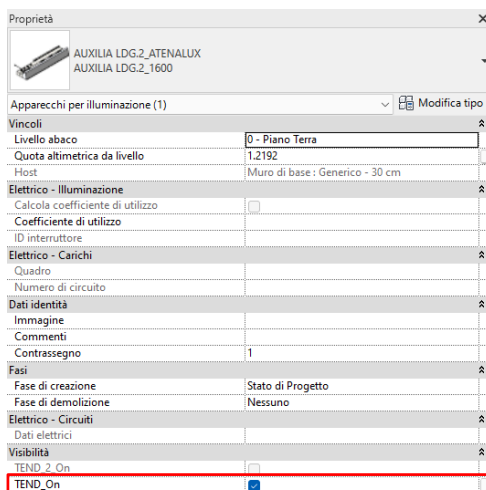 Proprietà
AUXILIA LDG.2_ATENALUX
AUXILIA LDG.2_1600
Apparecchi per illuminazione (1)
Modifica tipo
Vincoli
Livello abaco 0 - Piano Terra
Quota altimetrica da livello 1.2192
Host Muro di base : Generico - 30 cm
Elettrico - Illuminazione
Calcola coefficiente di utilizzo
Coefficiente di utilizzo
ID interruttore
Elettrico - Carichi
Quadro
Numero di circuito
Dati identità
Immagine
Commenti
Contrassegno 1
Fasi
Fase di creazione Stato di Progetto
Fase di demolizione Nessuno
Elettrico - Circuiti
Dati elettrici
Visibilità
TEND_2_On
TEND_On